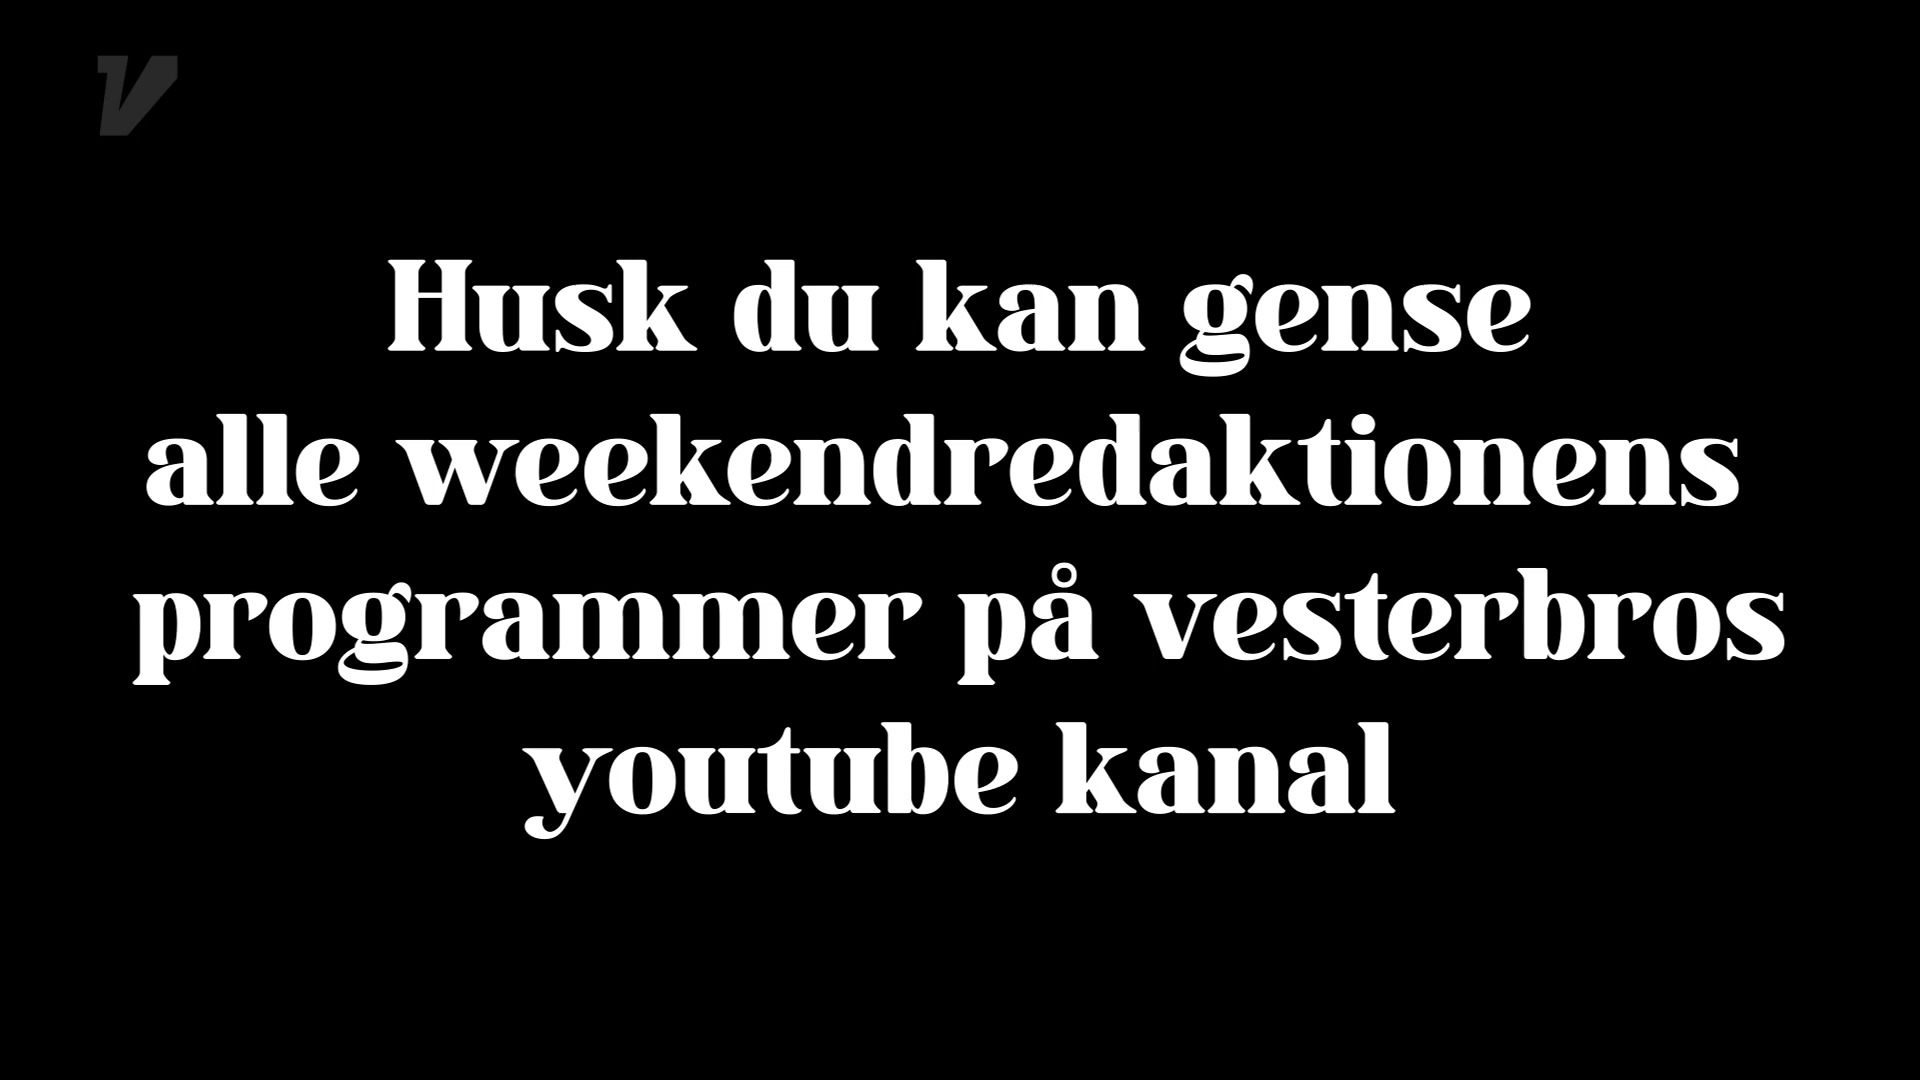 V
Husk du kan gense
alle weekendredaktionens
programmer på vesterbros
youtube kanal